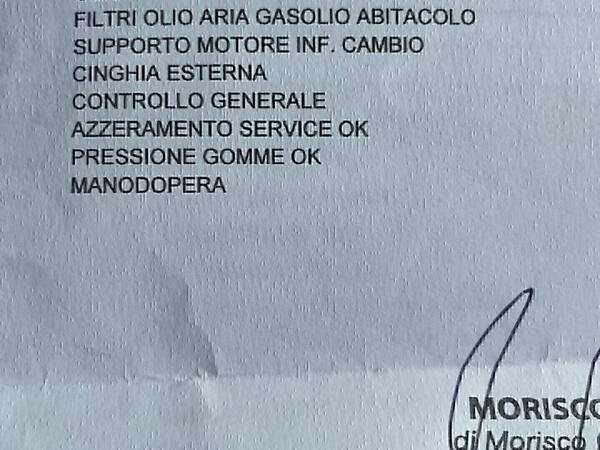 FILTRI OLIO ARIA GASOLIO ABITACOLO
SUPPORTO MOTORE INF. CAMBIO
CINGHIA ESTERNA
CONTROLLO GENERALE
AZZERAMENTO SERVICE OK
PRESSIONE GOMME OK
MANODOPERA
MORISCO
di Morisco